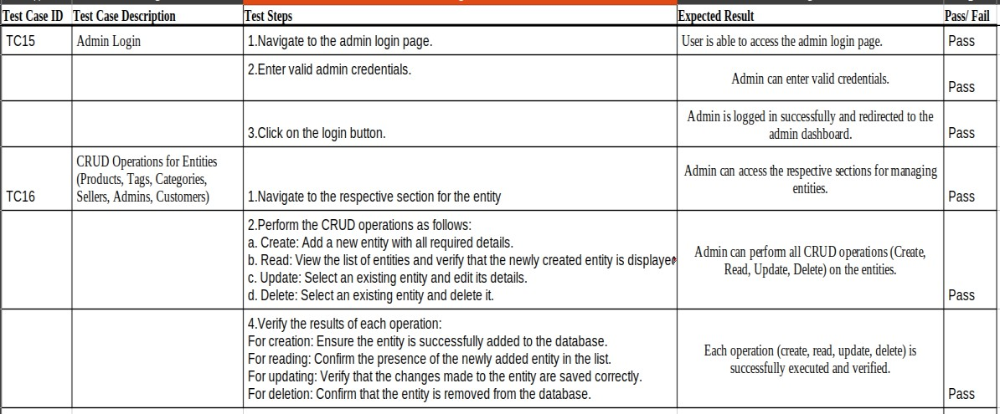 Test Case ID Test Case Description Test Steps Expected Result Pass/ Fail
TC15 Admin Login 1.Navigate to the admin login page. User is able to access the admin login page. Pass
2.Enter valid admin credentials.
Admin can enter valid credentials.
Pass
3.Click on the login button.
Admin is logged in successfully and redirected to the
admin dashboard.
Pass
TC16
CRUD Operations for Entities
(Products, Tags, Categories,
Sellers, Admins, Customers)
1.Navigate to the respective section for the entity
Admin can access the respective sections for managing
entities.
Pass
2.Perform the CRUD operations as follows:
a. Create: Add a new entity with all required details.
b. Read: View the list of entities and verify that the newly created entity is displayed
c. Update: Select an existing entity and edit its details.
d. Delete: Select an existing entity and delete it.
Admin can perform all CRUD operations (Create,
Read, Update, Delete) on the entities.
Pass
4.Verify the results of each operation:
For creation: Ensure the entity is successfully added to the database.
For reading: Confirm the presence of the newly added entity in the list.
For updating: Verify that the changes made to the entity are saved correctly.
For deletion: Confirm that the entity is removed from the database.
Each operation (create, read, update, delete) is
successfully executed and verified.
Pass